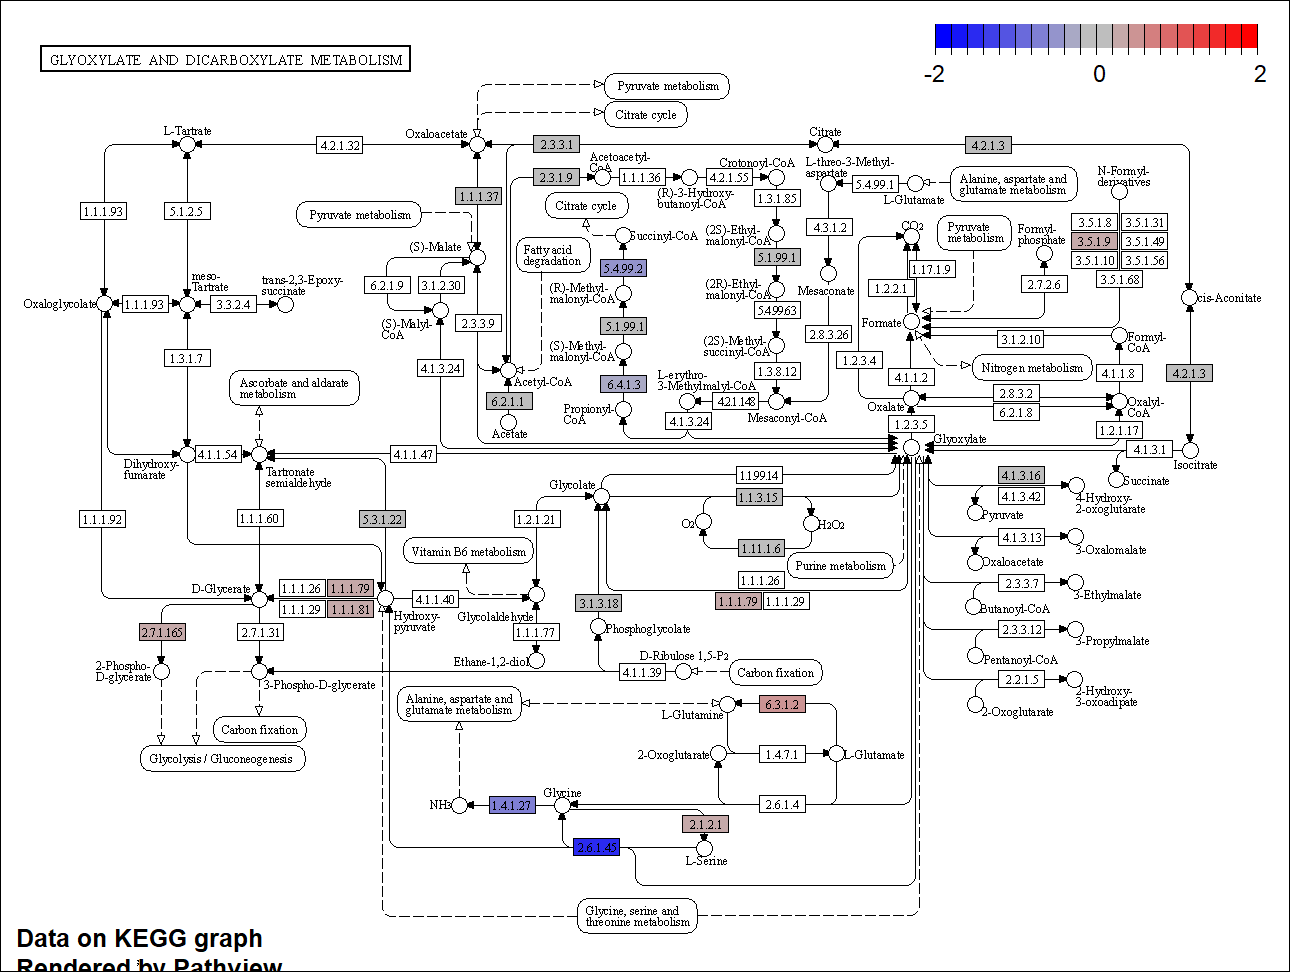 GLYOXYLATE AND DICARBOXYLATE METABOLISM
-2
0
2
Pyruvate metabolism
Citrate cycle
L-Tartrate
4.2.1.32
Oxaloacetate
2.3.3.1
Citrate
4.2.1.3
Acetoacetyl-
CoA
2.3.1.9
1.1.1.36
(R)-3-Hydroxy-
butanoyl-CoA
4.2.1.55
Crotonoyl-CoA
L-threo-3-Methyl-
aspartate
5.4.99.1
L-Glutamate
Alanine, aspartate and
glutamate metabolism
N-Formyl-
derivatives
1.1.1.93
5.1.2.5
Pyruvate metabolism
1.1.1.37
Citrate cycle
1.3.1.85
4.3.1.2
CO2
Pyruvate
metabolism
Formyl-
phosphate
3.5.1.8
3.5.1.31
3.5.1.9
3.5.1.49
3.5.1.10
3.5.1.56
3.5.1.68
(S)-Malate
Fatty acid
degradation
Succinyl-CoA
(2S)-Ethyl-
malonyl-CoA
5.4.99.2
5.1.99.1
1.17.1.9
1.2.2.1
2.7.2.6
meso-
Tartrate
trans-2,3-Epoxy-
succinate
6.2.1.9
3.1.2.30
(R)-Methyl-
malonyl-CoA
(2R)-Ethyl-
malonyl-CoA
Mesaconate
cis-Aconitate
Oxaloglycolate
1.1.1.93
3.3.2.4
(S)-Malyl-
CoA
2.3.3.9
5.1.99.1
5.4.99.63
2.8.3.26
Formate
3.1.2.10
Formyl-
CoA
1.3.1.7
4.1.3.24
(S)-Methyl-
malonyl-CoA
(2S)-Methyl-
succinyl-CoA
1.2.3.4
Nitrogen metabolism
Ascorbate and aldarate
metabolism
Acetyl-CoA
6.4.1.3
L-erythro-
3-Methylmalyl-CoA
1.3.8.12
4.1.1.2
4.1.1.8
4.2.1.3
6.2.1.1
Acetate
Propionyl-
CoA
4.2.1.148
Mesaconyl-CoA
Oxalate
2.8.3.2
6.2.1.8
Oxalyl-
CoA
4.1.3.24
1.2.3.5
1.2.1.17
Dihydroxy-
fumarate
4.1.1.54
Tartronate
semialdehyde
4.1.1.47
Glyoxylate
4.1.3.1
Isocitrate
Succinate
Glycolate
1.1.99.14
1.1.3.15
4.1.3.16
4.1.3.42
4-Hydroxy-
2-oxoglutarate
Pyruvate
1.1.1.92
1.1.1.60
5.3.1.22
1.2.1.21
O2
H2O2
1.11.1.6
4.1.3.13
3-Oxalomalate
Oxaloacetate
Vitamin B6 metabolism
Purine metabolism
D-Glycerate
1.1.1.26
1.1.1.79
1.1.1.29
1.1.1.81
Hydroxy-
pyruvate
4.1.1.40
Glycolaldehyde
3.1.3.18
1.1.1.26
1.1.1.79
1.1.1.29
2.3.3.7
3-Ethylmalate
Butanoyl-CoA
2.7.1.165
2.7.1.31
1.1.1.77
Phosphoglycolate
2.3.3.12
3-Propylmalate
Pentanoyl-CoA
2-Phospho-
D-glycerate
3-Phospho-D-glycerate
Ethane-1,2-diol
4.1.1.39
D-Ribulose 1,5-P2
Carbon fixation
2.2.1.5
2-Hydroxy-
3-oxoadipate
2-Oxoglutarate
Carbon fixation
Glycolysis / Gluconeogenesis
Alanine, aspartate and
glutamate metabolism
L-Glutamine
6.3.1.2
2-Oxoglutarate
1.4.7.1
L-Glutamate
NH3
1.4.1.27
Glycine
2.6.1.4
2.1.2.1
2.6.1.45
L-Serine
Glycine, serine and
threonine metabolism
Data on KEGG graph
Rendered by Pathview